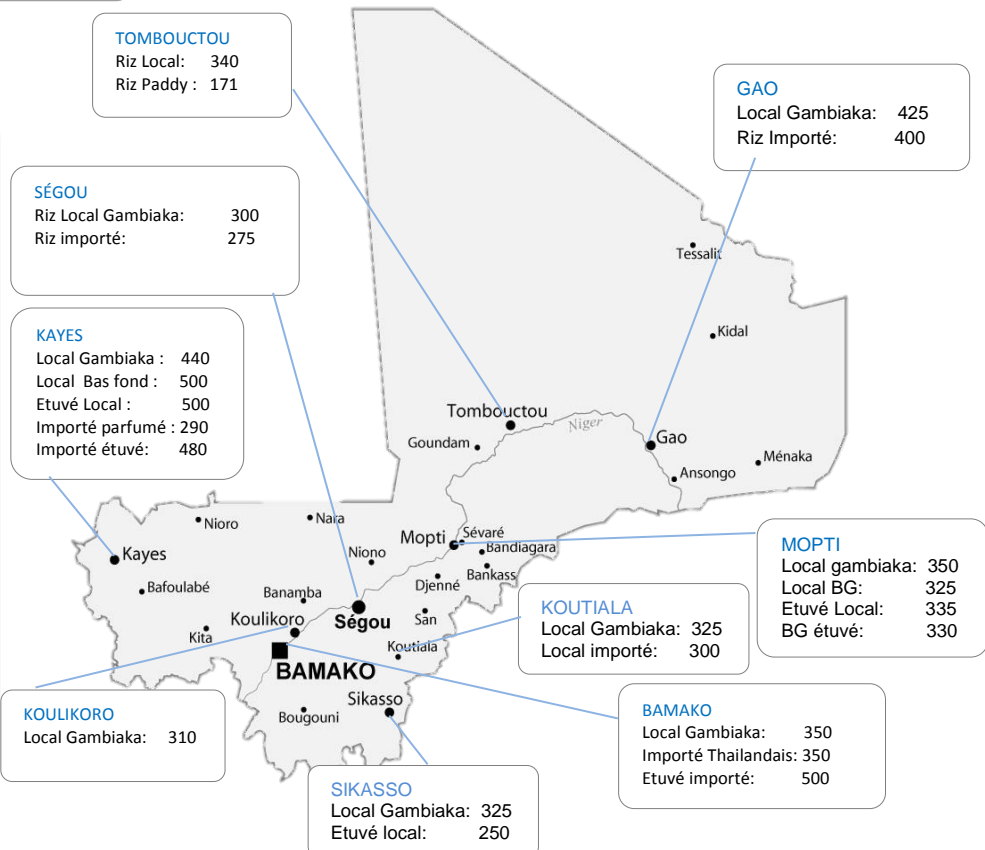 TOMBOUCTOU
Riz Local: 340
Riz Paddy : 171
GAO
Local Gambiaka: 425
Riz Importé: 400
SÉGOU
Riz Local Gambiaka: 300
Riz importé: 275
KAYES
Local Gambiaka : 440
Local Bas fond : 500
Etuvé Local : 500
Importé parfumé : 290
Importé étuvé: 480
Tessalit
Kidal
Tombouctou
Niger
Goundam
Gao
Ménaka
Ansongo
Nioro
Nara
Mopti
Sévaré
Bandiagara
Kayes
Niono
Bankass
Djenné
Bafoulabé
Banamba
Koulikoro
Ségou
San
Kita
Koutiala
BAMAKO
Sikasso
Bougouni
MOPTI
Local gambiaka: 350
Local BG: 325
Etuvé Local: 335
BG étuvé: 330
KOUTIALA
Local Gambiaka: 325
Local importé: 300
KOULIKORO
Local Gambiaka: 310
BAMAKO
Local Gambiaka: 350
Importé Thailandais: 350
Etuvé importé: 500
SIKASSO
Local Gambiaka: 325
Etuvé local: 250